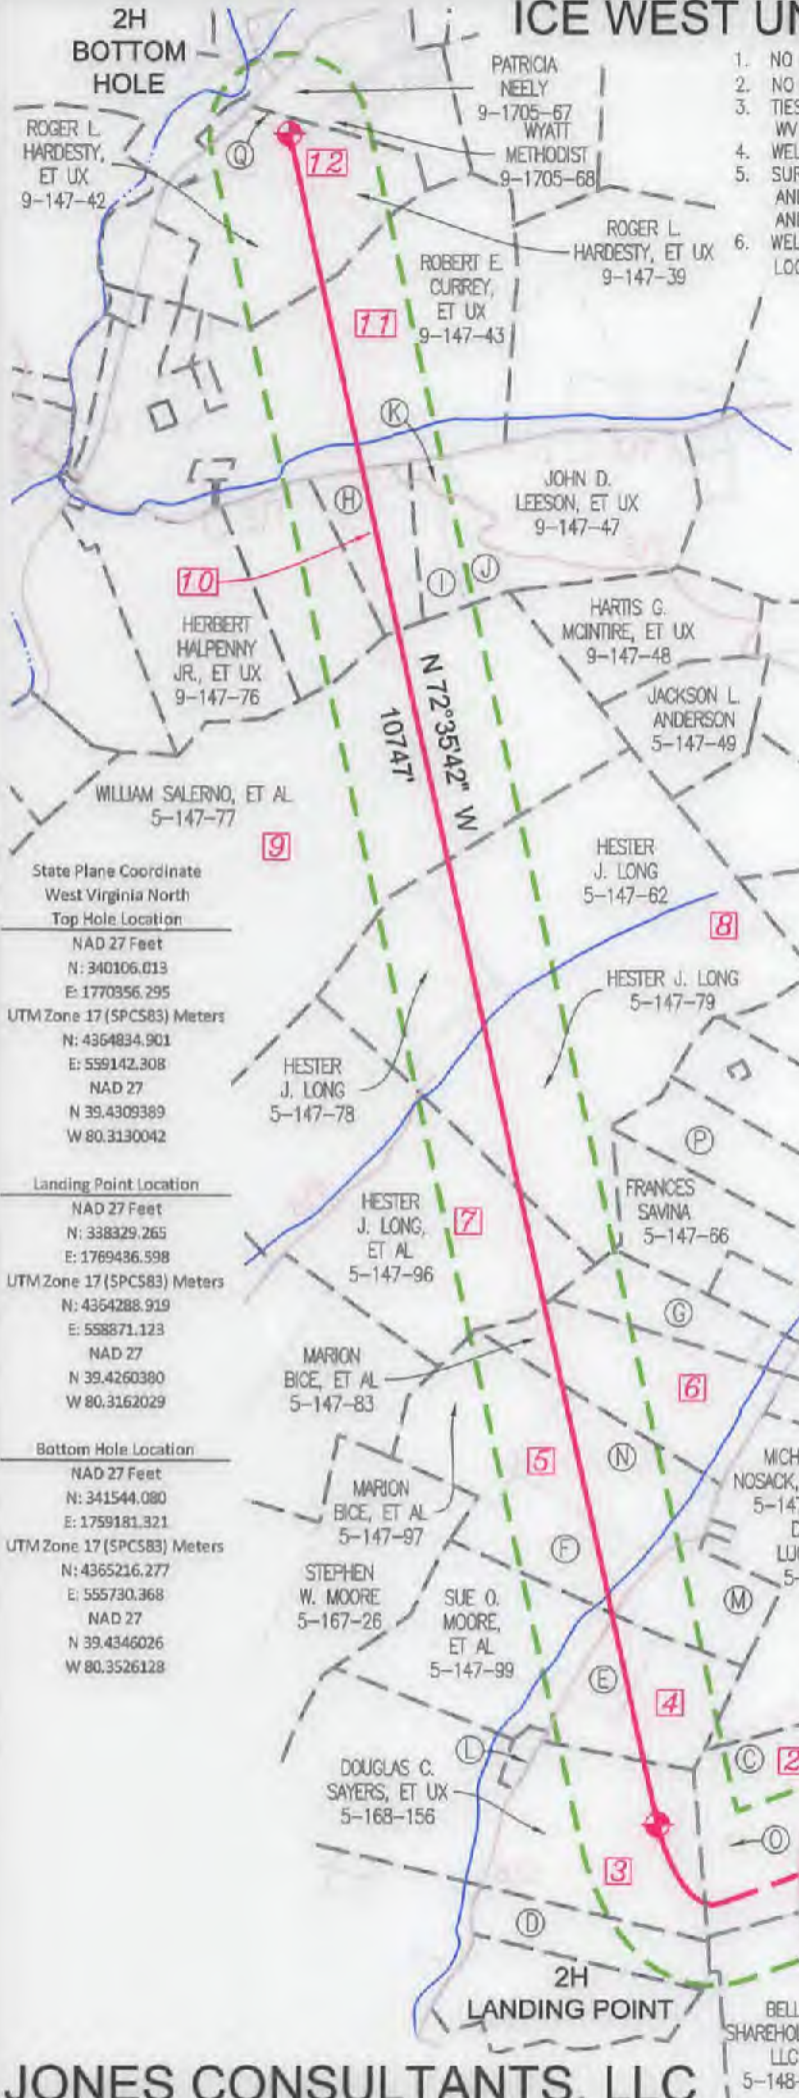 2H
BOTTOM
HOLE
ICE WEST UN
1. NO
2. NO
3. TIES
WV
4. WEL
5. SUR
AND
AND
6. WEL
LOC
PATRICIA
NEELY
9-1705-67
WYATT
METHODIST
9-1705-68
ROGER L.
HARDESTY,
ET UX
9-147-42
Q
12
ROGER L.
HARDESTY, ET UX
9-147-39
ROBERT E.
CURREY,
ET UX
9-147-43
11
K
JOHN D.
LEESON, ET UX
9-147-47
H
10
I
J
HERBERT
HALPENNY
JR., ET UX
9-147-76
HARTIS G.
MCINTIRE, ET UX
9-147-48
JACKSON L.
ANDERSON
5-147-49
N 72°35'42" W
10747'
WILLIAM SALERNO, ET AL
5-147-77
9
HESTER
J. LONG
5-147-62
8
State Plane Coordinate
West Virginia North
Top Hole Location
NAD 27 Feet
N: 340106.013
E: 1770356.295
UTM Zone 17 (SPCS83) Meters
N: 4364834.901
E: 559142.308
NAD 27
N 39.4309389
W 80.3130042
Landing Point Location
NAD 27 Feet
N: 338329.265
E: 1769436.598
UTM Zone 17 (SPCS83) Meters
N: 4364288.919
E: 558871.123
NAD 27
N 39.4260380
W 80.3162029
Bottom Hole Location
NAD 27 Feet
N: 341544.080
E: 1759181.321
UTM Zone 17 (SPCS83) Meters
N: 4365216.277
E: 555730.368
NAD 27
N 39.4346026
W 80.3526128
HESTER J. LONG
5-147-79
HESTER
J. LONG
5-147-78
P
HESTER
J. LONG,
ET AL
5-147-96
7
FRANCES
SAVINA
5-147-66
G
MARION
BICE, ET AL
5-147-83
6
5
N
MARION
BICE, ET AL
5-147-97
MICH
NOSACK,
5-147
D
LU
5-
F
STEPHEN
W. MOORE
5-167-26
SUE O.
MOORE,
ET AL
5-147-99
M
E
4
L
C
2
DOUGLAS C.
SAYERS, ET UX
5-168-156
O
3
D
2H
LANDING POINT
BELL
SHAREHOL
LLC
5-148-
JONES CONSULTANTS, LLC